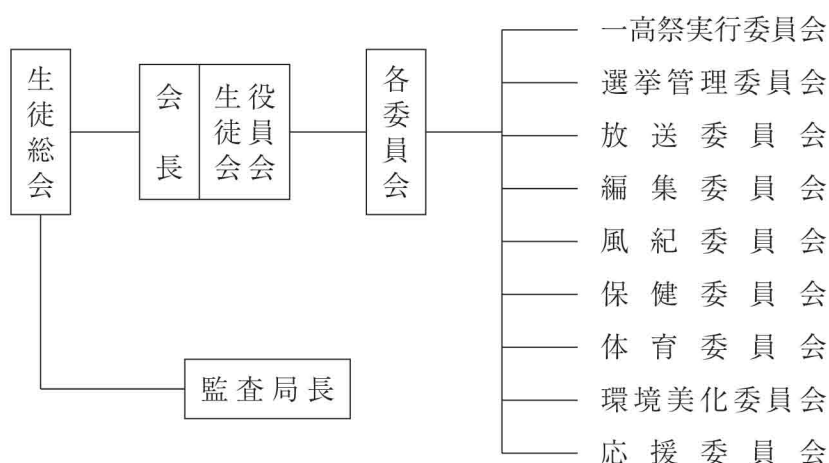 生徒総会
会長
生徒会
役員会
各委員会
一高祭実行委員会
選挙管理委員会
放送委員会
編集委員会
風紀委員会
保健委員会
体育委員会
環境美化委員会
応援委員会
監査局長